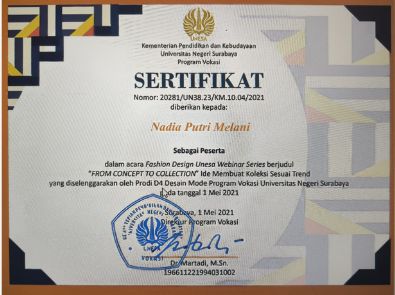 UNESA
Kementerian Pendidikan dan Kebudayaan
Universitas Negeri Surabaya
Program Vokasi
SERTIFIKAT
Nomor: 20281/UN38.23/KM.10.04/2021
diberikan kepada:
Nadia Putri Melani
Sebagai Peserta
dalam acara Fashion Design Unesa Webinar Series berjudul
"FROM CONCEPT TO COLLECTION" Ide Membuat Koleksi Sesuai Trend
yang diselenggarakan oleh Prodi D4 Desain Mode Program Vokasi Universitas Negeri Surabaya
pada tanggal 1 Mei 2021
Surabaya, 1 Mei 2021
Direktur Program Vokasi
UNESA
VOKASI
Dr. Martadi, M.Sn.
196611221994031002